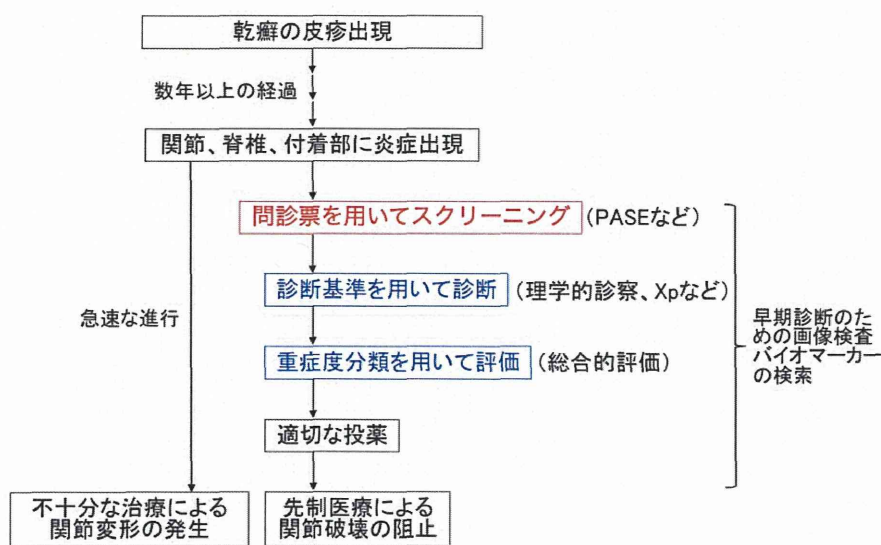 乾癬の皮疹出現
数年以上の経過
関節、脊椎、付着部に炎症出現
問診票を用いてスクリーニング(PASEなど)
診断基準を用いて診断(理学的診察、Xpなど)
急速な進行
重症度分類を用いて評価(総合的評価)
早期診断のた
めの画像検査
バイオマーカー
の検索
適切な投薬
不十分な治療による
関節変形の発生
先制医療による
関節破壊の阻止